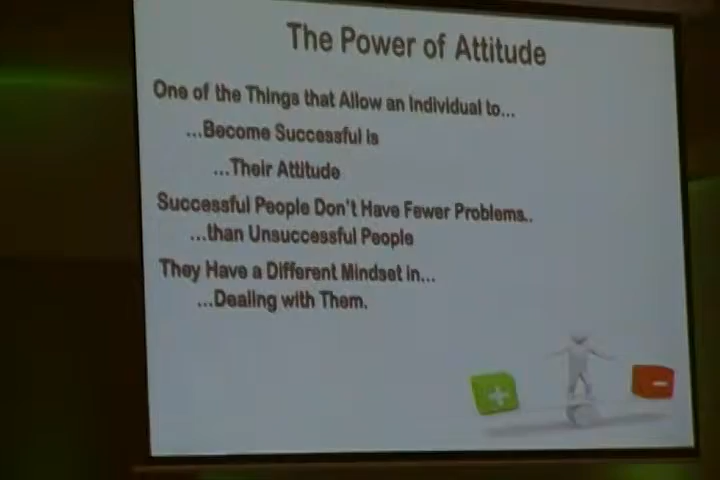 The Power of Attitude
One of the Things that Allow an Individual to...
...Become Successful is
...Their Attitude
Successful People Don't Have Fewer Problems..
...than Unsuccessful People
They Have a Different Mindset in...
...Dealing with Them.